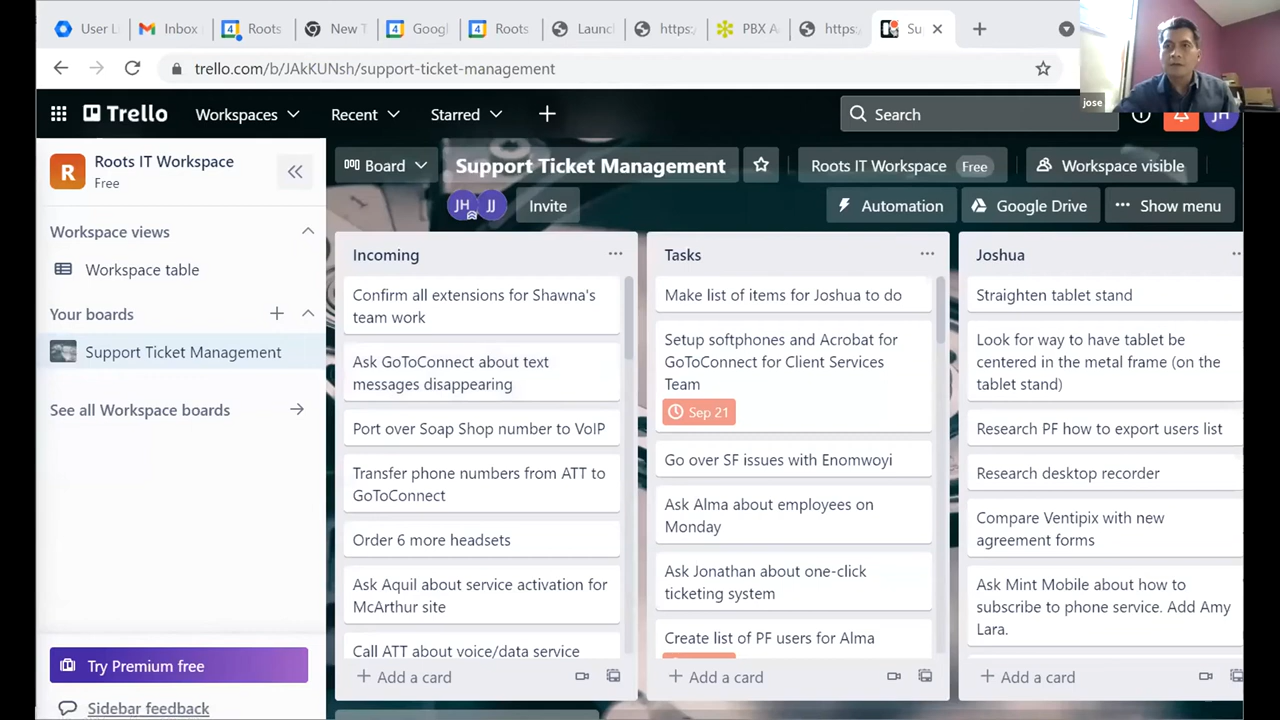 User L
Inbox
Roots
New T
Googl
Roots
Launc
https:
PBX A
https:
Su
trello.com/b/JAkKUNsh/support-ticket-management
jose
Trello
Workspaces
Recent
Starred
Search
JH
R
Roots IT Workspace
Free
Board
Support Ticket Management
Roots IT Workspace Free
Workspace visible
JH
JJ
Invite
Automation
Google Drive
Show menu
Workspace views
Workspace table
Your boards
Support Ticket Management
See all Workspace boards
Try Premium free
Sidebar feedback
Incoming
Confirm all extensions for Shawna's
team work
Ask GoToConnect about text
messages disappearing
Port over Soap Shop number to VoIP
Transfer phone numbers from ATT to
GoToConnect
Order 6 more headsets
Ask Aquil about service activation for
McArthur site
Call ATT about voice/data service
+ Add a card
Tasks
Make list of items for Joshua to do
Setup softphones and Acrobat for
GoToConnect for Client Services
Team
Sep 21
Go over SF issues with Enomwoyi
Ask Alma about employees on
Monday
Ask Jonathan about one-click
ticketing system
Create list of PF users for Alma
+ Add a card
Joshua
Straighten tablet stand
Look for way to have tablet be
centered in the metal frame (on the
tablet stand)
Research PF how to export users list
Research desktop recorder
Compare Ventipix with new
agreement forms
Ask Mint Mobile about how to
subscribe to phone service. Add Amy
Lara.
+ Add a card